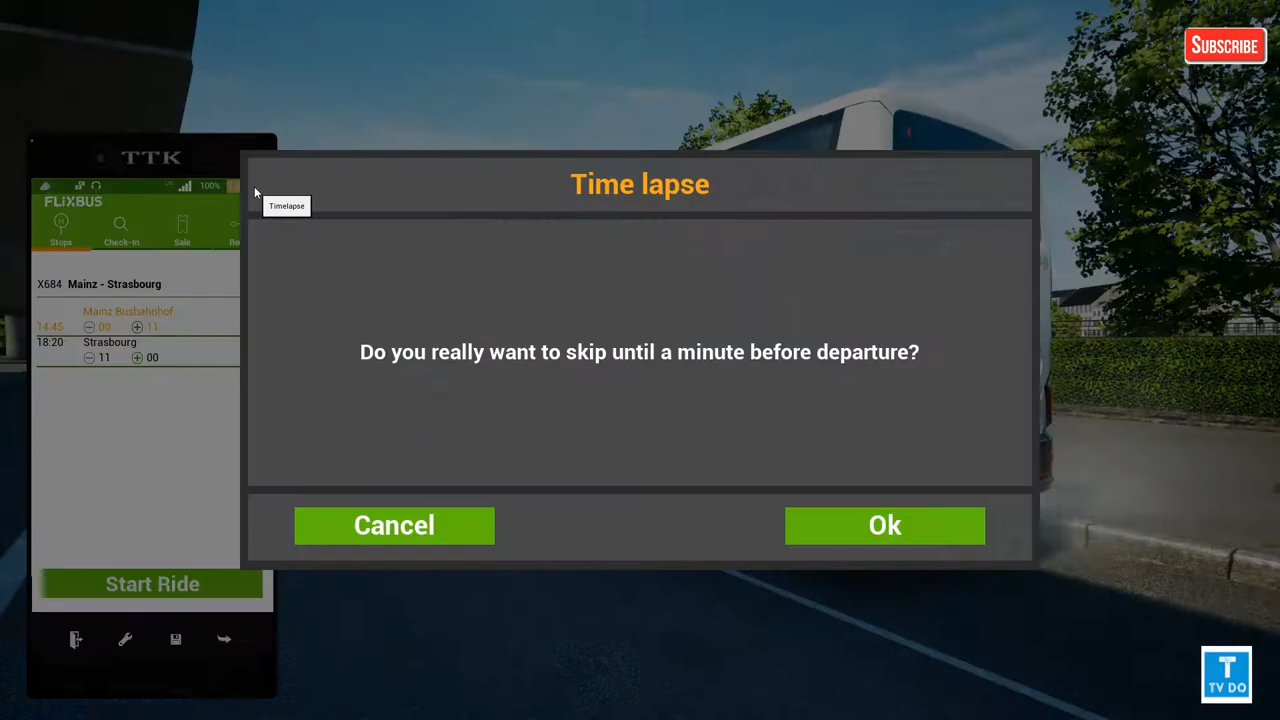 SUBSCRIBE
TTK
LTE 100%
FLiXBUS
Stops Check-In Sale
X684 Mainz - Strasbourg
Mainz Busbahnhof
14:45 00 11
18:20 Strasbourg
11 00
Start Ride
Time lapse
Timelapse
Do you really want to skip until a minute before departure?
Cancel Ok
T
TV DO